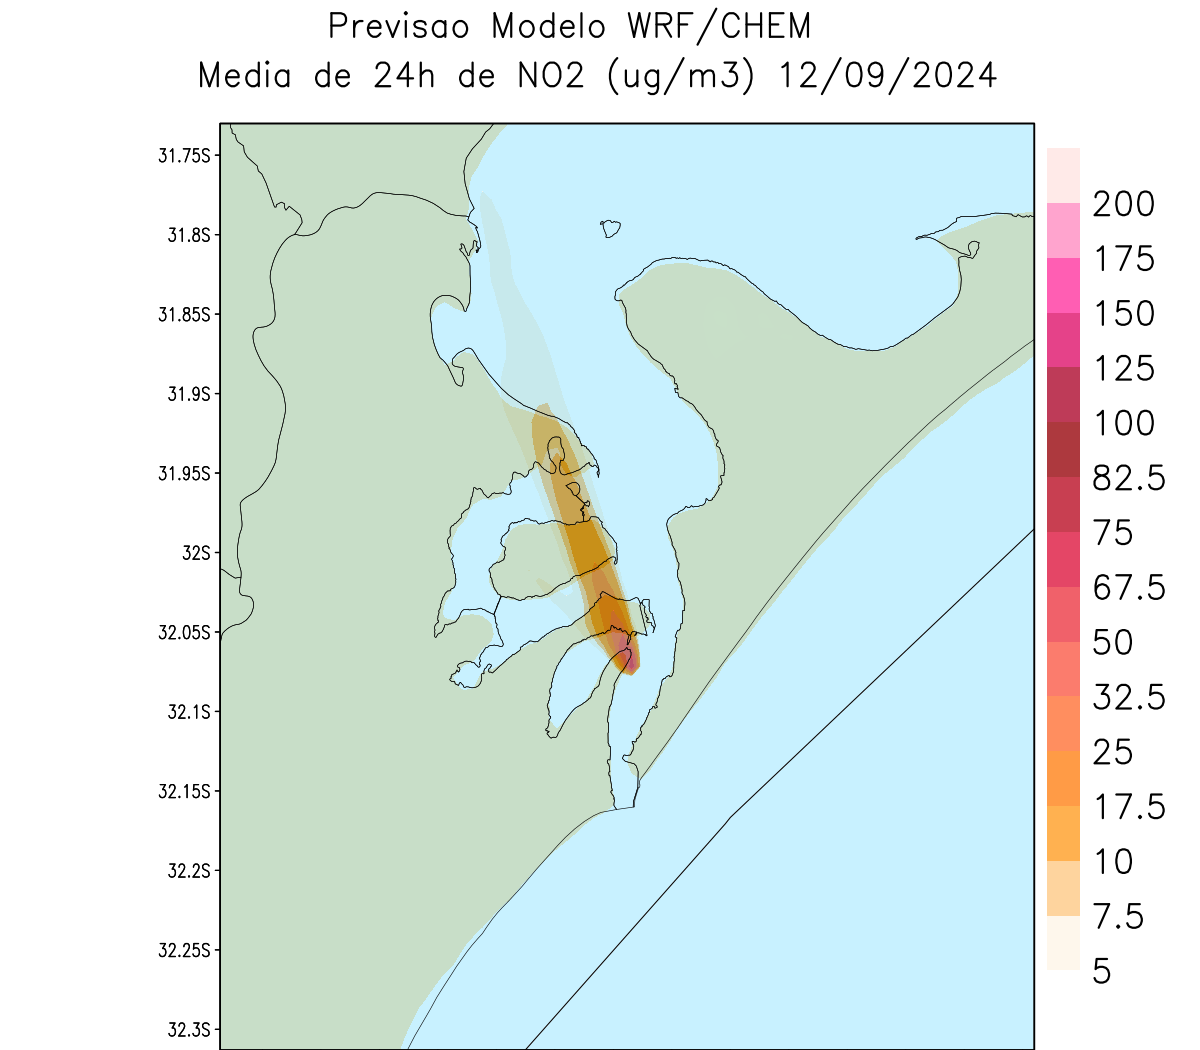 Previsao Modelo WRF/CHEM
Media de 24h de NO2 (ug/m3) 12/09/2024
31.75S
31.8S
31.85S
31.9S
31.95S
32S
32.05S
32.1S
32.15S
32.2S
32.25S
32.3S
200
175
150
125
100
82.5
75
67.5
50
32.5
25
17.5
10
7.5
5